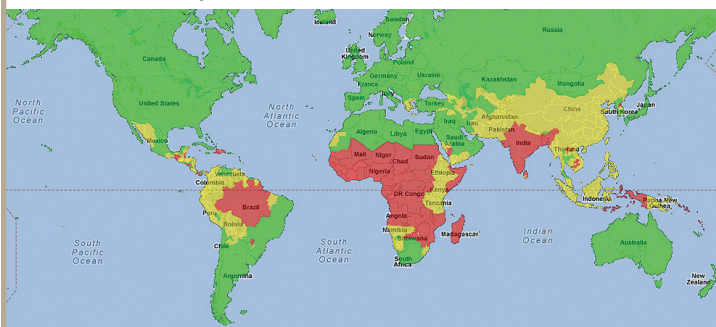 Iceland
Sweden
Norway
Russia
United
Kingdom
Canada
Poland
Germany
Ukraine
France
Kazakhstan
Mongolia
North
Pacific
Ocean
United States
North
Atlantic
Ocean
Spain
Italy
Turkey
China
Japan
South Korea
Iraq
Iran
Afghanistan
Pakistan
Algeria
Libya
Egypt
Saudi
Arabia
India
Mexico
Mali
Niger
Chad
Sudan
Thailand
Nigeria
Ethiopia
Venezuela
Colombia
DR Congo
Kenya
Tanzania
Indonesia
Papua New
Guinea
Peru
Brazil
Bolivia
Angola
Namibia
Botswana
Madagascar
South
Pacific
Ocean
Chile
South
Atlantic
Ocean
Indian
Ocean
Australia
South
Africa
Argentina
New
Zealand